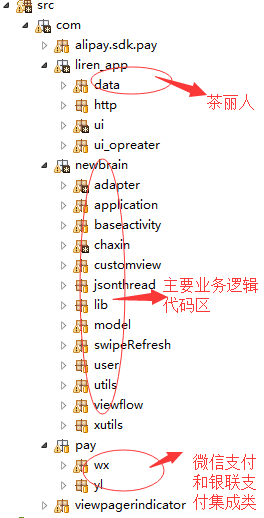 src
com
alipay.sdk.pay
liren_app
data
茶丽人
http
ui
ui_opreater
newbrain
adapter
application
baseactivity
chaxin
customview
jsonthread
主要业务逻辑
代码区
lib
model
swipeRefresh
user
utils
viewflow
xutils
pay
wx
yl
微信支付
和银联支
付集成类
viewpagerindicator